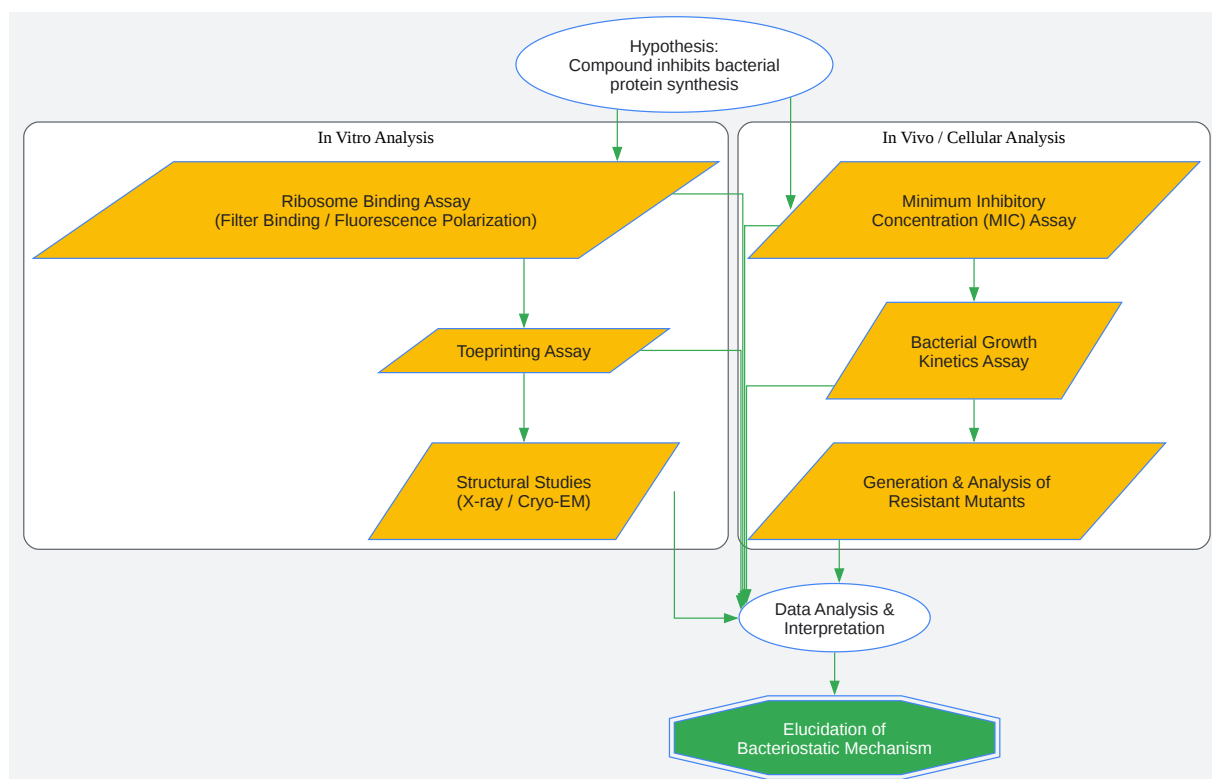 Hypothesis:
Compound inhibits bacterial
protein synthesis
In Vitro Analysis
Ribosome Binding Assay
(Filter Binding / Fluorescence Polarization)
Toeprinting Assay
Structural Studies
(X-ray / Cryo-EM)
In Vivo / Cellular Analysis
Minimum Inhibitory
Concentration (MIC) Assay
Bacterial Growth
Kinetics Assay
Generation & Analysis of
Resistant Mutants
Data Analysis &
Interpretation
Elucidation of
Bacteriostatic Mechanism